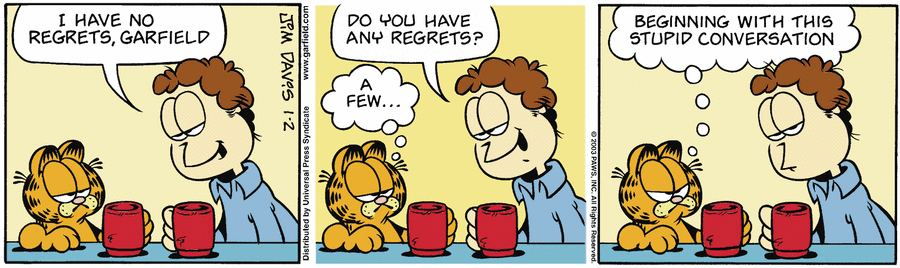 I HAVE NO
REGRETS, GARFIELD
JIM DAVIS 1-2
www.garfield.com
Distributed by Universal Press Syndicate
DO YOU HAVE
ANY REGRETS?
A
FEW...
© 2003 PAWS, INC. All Rights Reserved.
BEGINNING WITH THIS
STUPID CONVERSATION